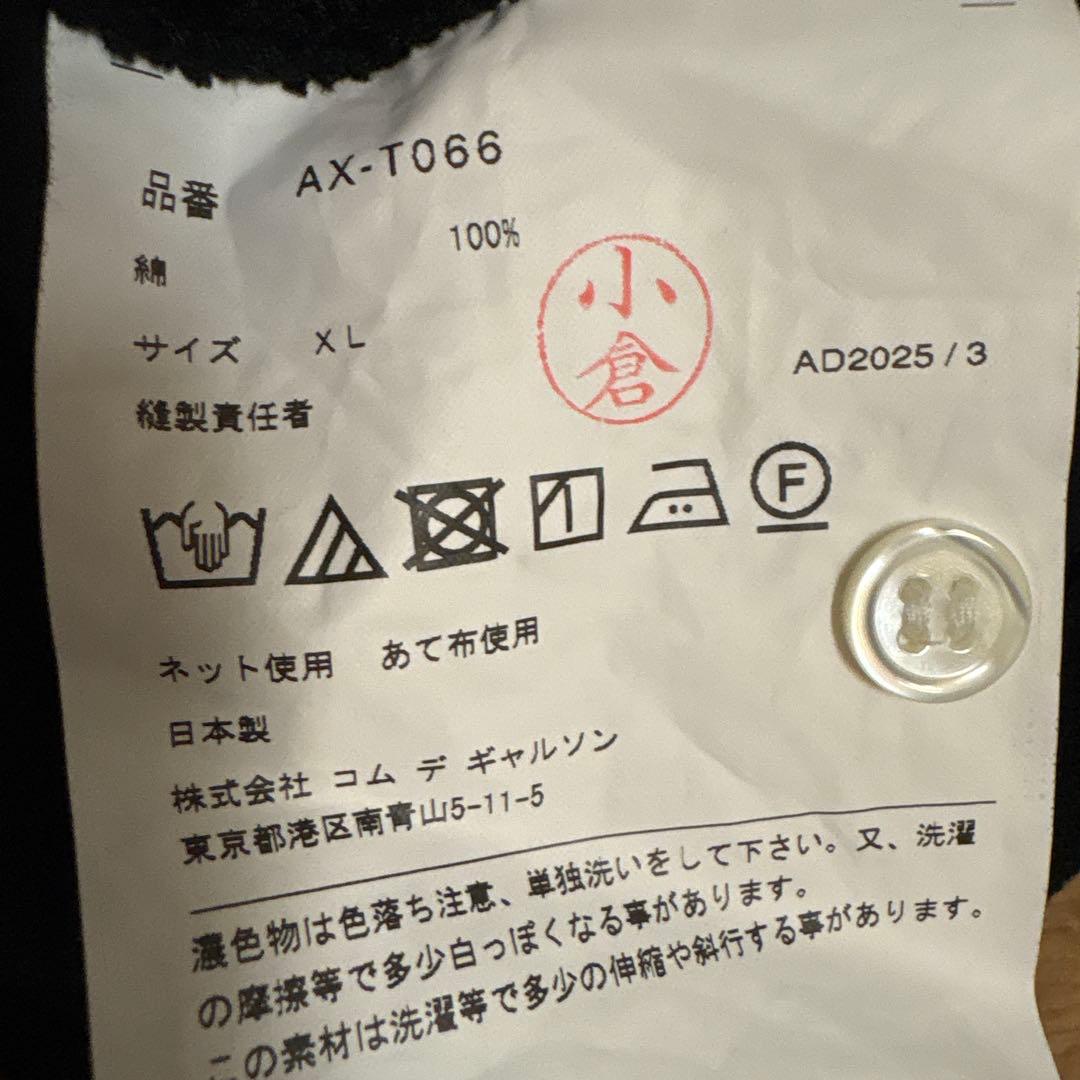 品番 AX-T066
綿 100%
サイズ XL
縫製責任者
小倉
AD2025/3
F
ネット使用 あて布使用
日本製
株式会社 コム デ ギャルソン
東京都港区南青山5-11-5
濃色物は色落ち注意、単独洗いをして下さい。又、洗濯
の摩擦等で多少白っぽくなる事があります。
この素材は洗濯等で多少の伸縮や斜行する事があります。